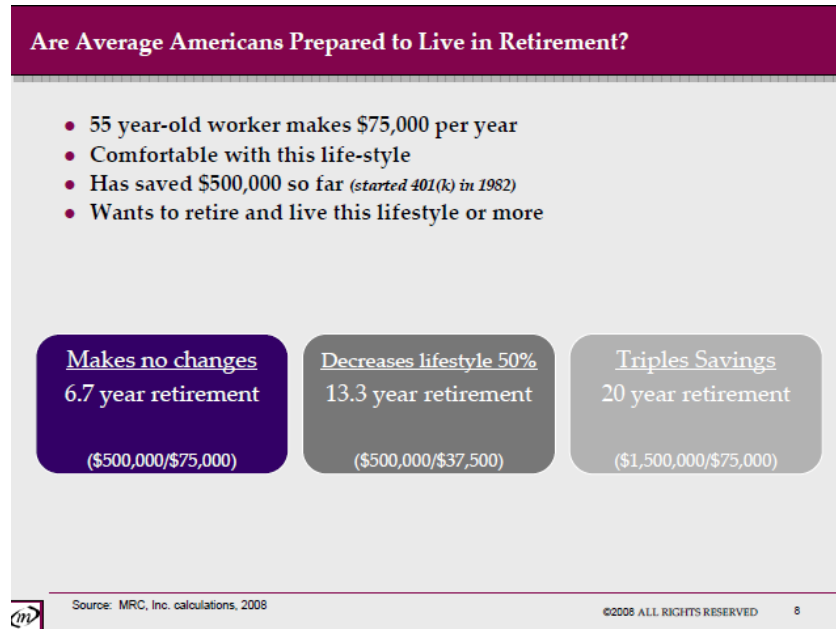 Are Average Americans Prepared to Live in Retirement?
● 55 year-old worker makes $75,000 per year
● Comfortable with this life-style
● Has saved $500,000 so far (started 401(k) in 1982)
● Wants to retire and live this lifestyle or more
Makes no changes
6.7 year retirement
($500,000/$75,000)
Decreases lifestyle 50%
13.3 year retirement
($500,000/$37,500)
Triples Savings
20 year retirement
($1,500,000/$75,000)
m
Source: MRC, Inc. calculations, 2008
©2008 ALL RIGHTS RESERVED
8